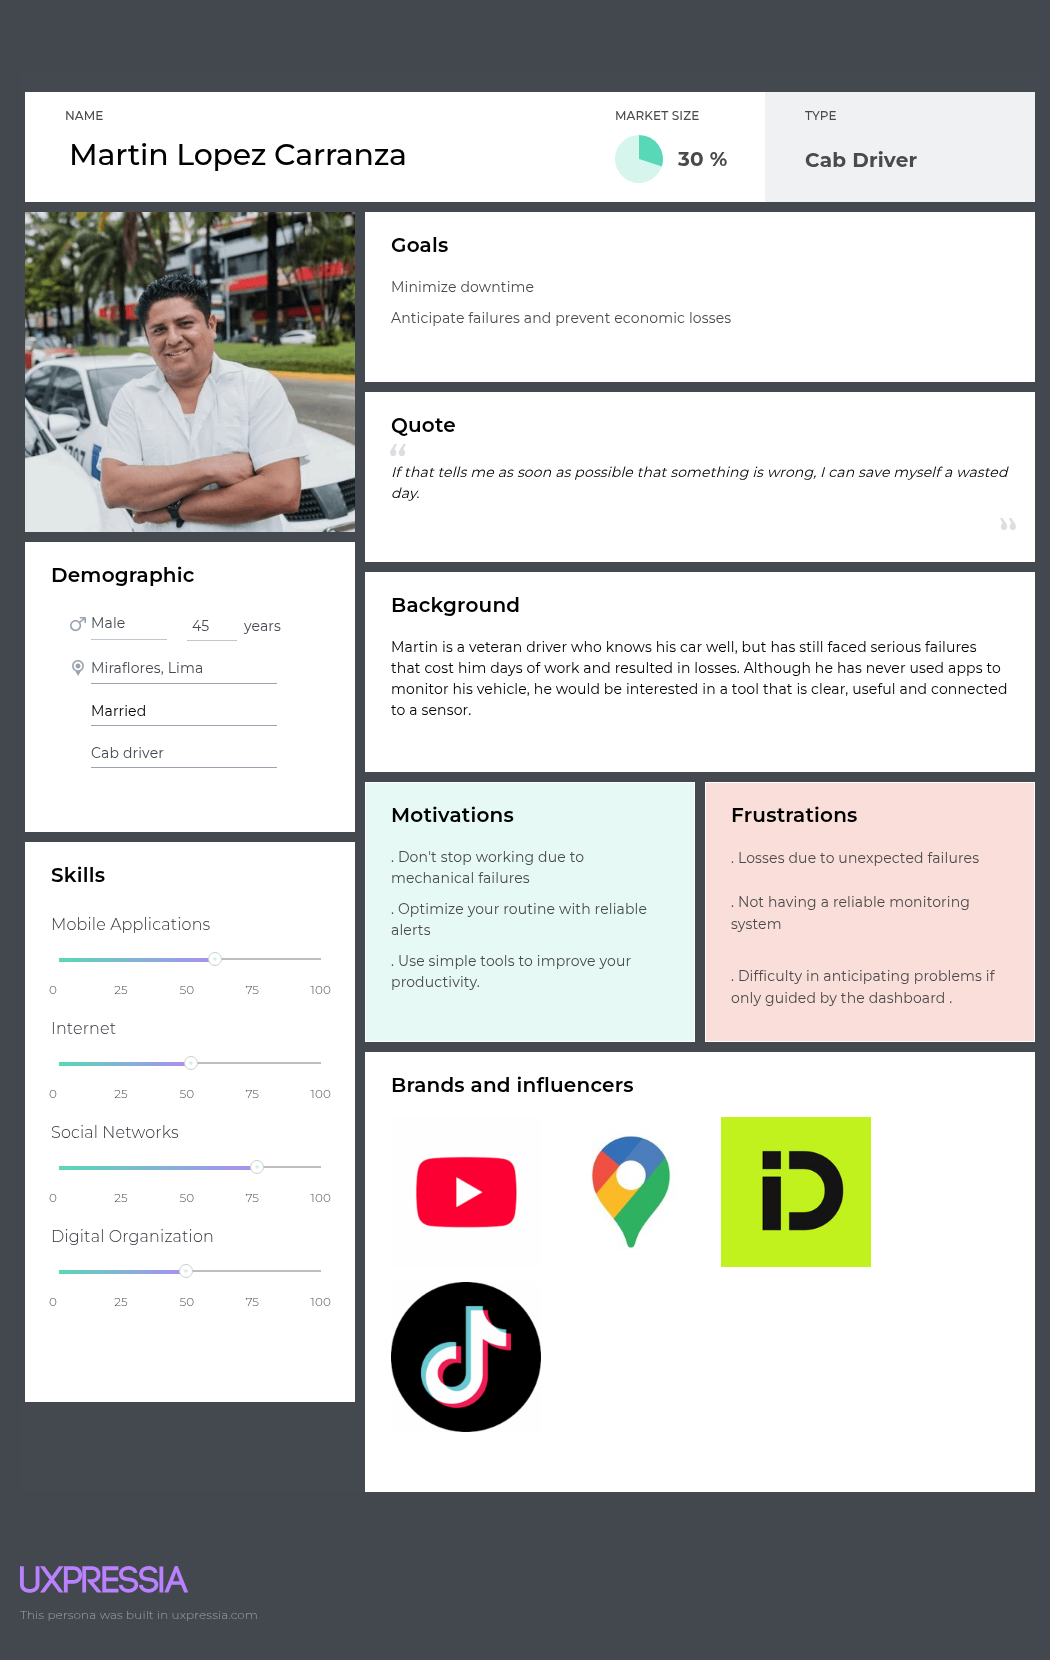 NAME
Martin Lopez Carranza
MARKET SIZE
30 %
TYPE
Cab Driver
Goals
Minimize downtime
Anticipate failures and prevent economic losses
Quote
“
If that tells me as soon as possible that something is wrong, I can save myself a wasted
day.
”
Demographic
Male 45 years
Miraflores, Lima
Married
Cab driver
Background
Martin is a veteran driver who knows his car well, but has still faced serious failures
that cost him days of work and resulted in losses. Although he has never used apps to
monitor his vehicle, he would be interested in a tool that is clear, useful and connected
to a sensor.
Skills
Mobile Applications
0 25 50 75 100
Internet
0 25 50 75 100
Social Networks
0 25 50 75 100
Digital Organization
0 25 50 75 100
Motivations
. Don't stop working due to
mechanical failures
. Optimize your routine with reliable
alerts
. Use simple tools to improve your
productivity.
Frustrations
. Losses due to unexpected failures
. Not having a reliable monitoring
system
. Difficulty in anticipating problems if
only guided by the dashboard .
Brands and influencers
iD
UXPRESSIA
This persona was built in uxpressia.com